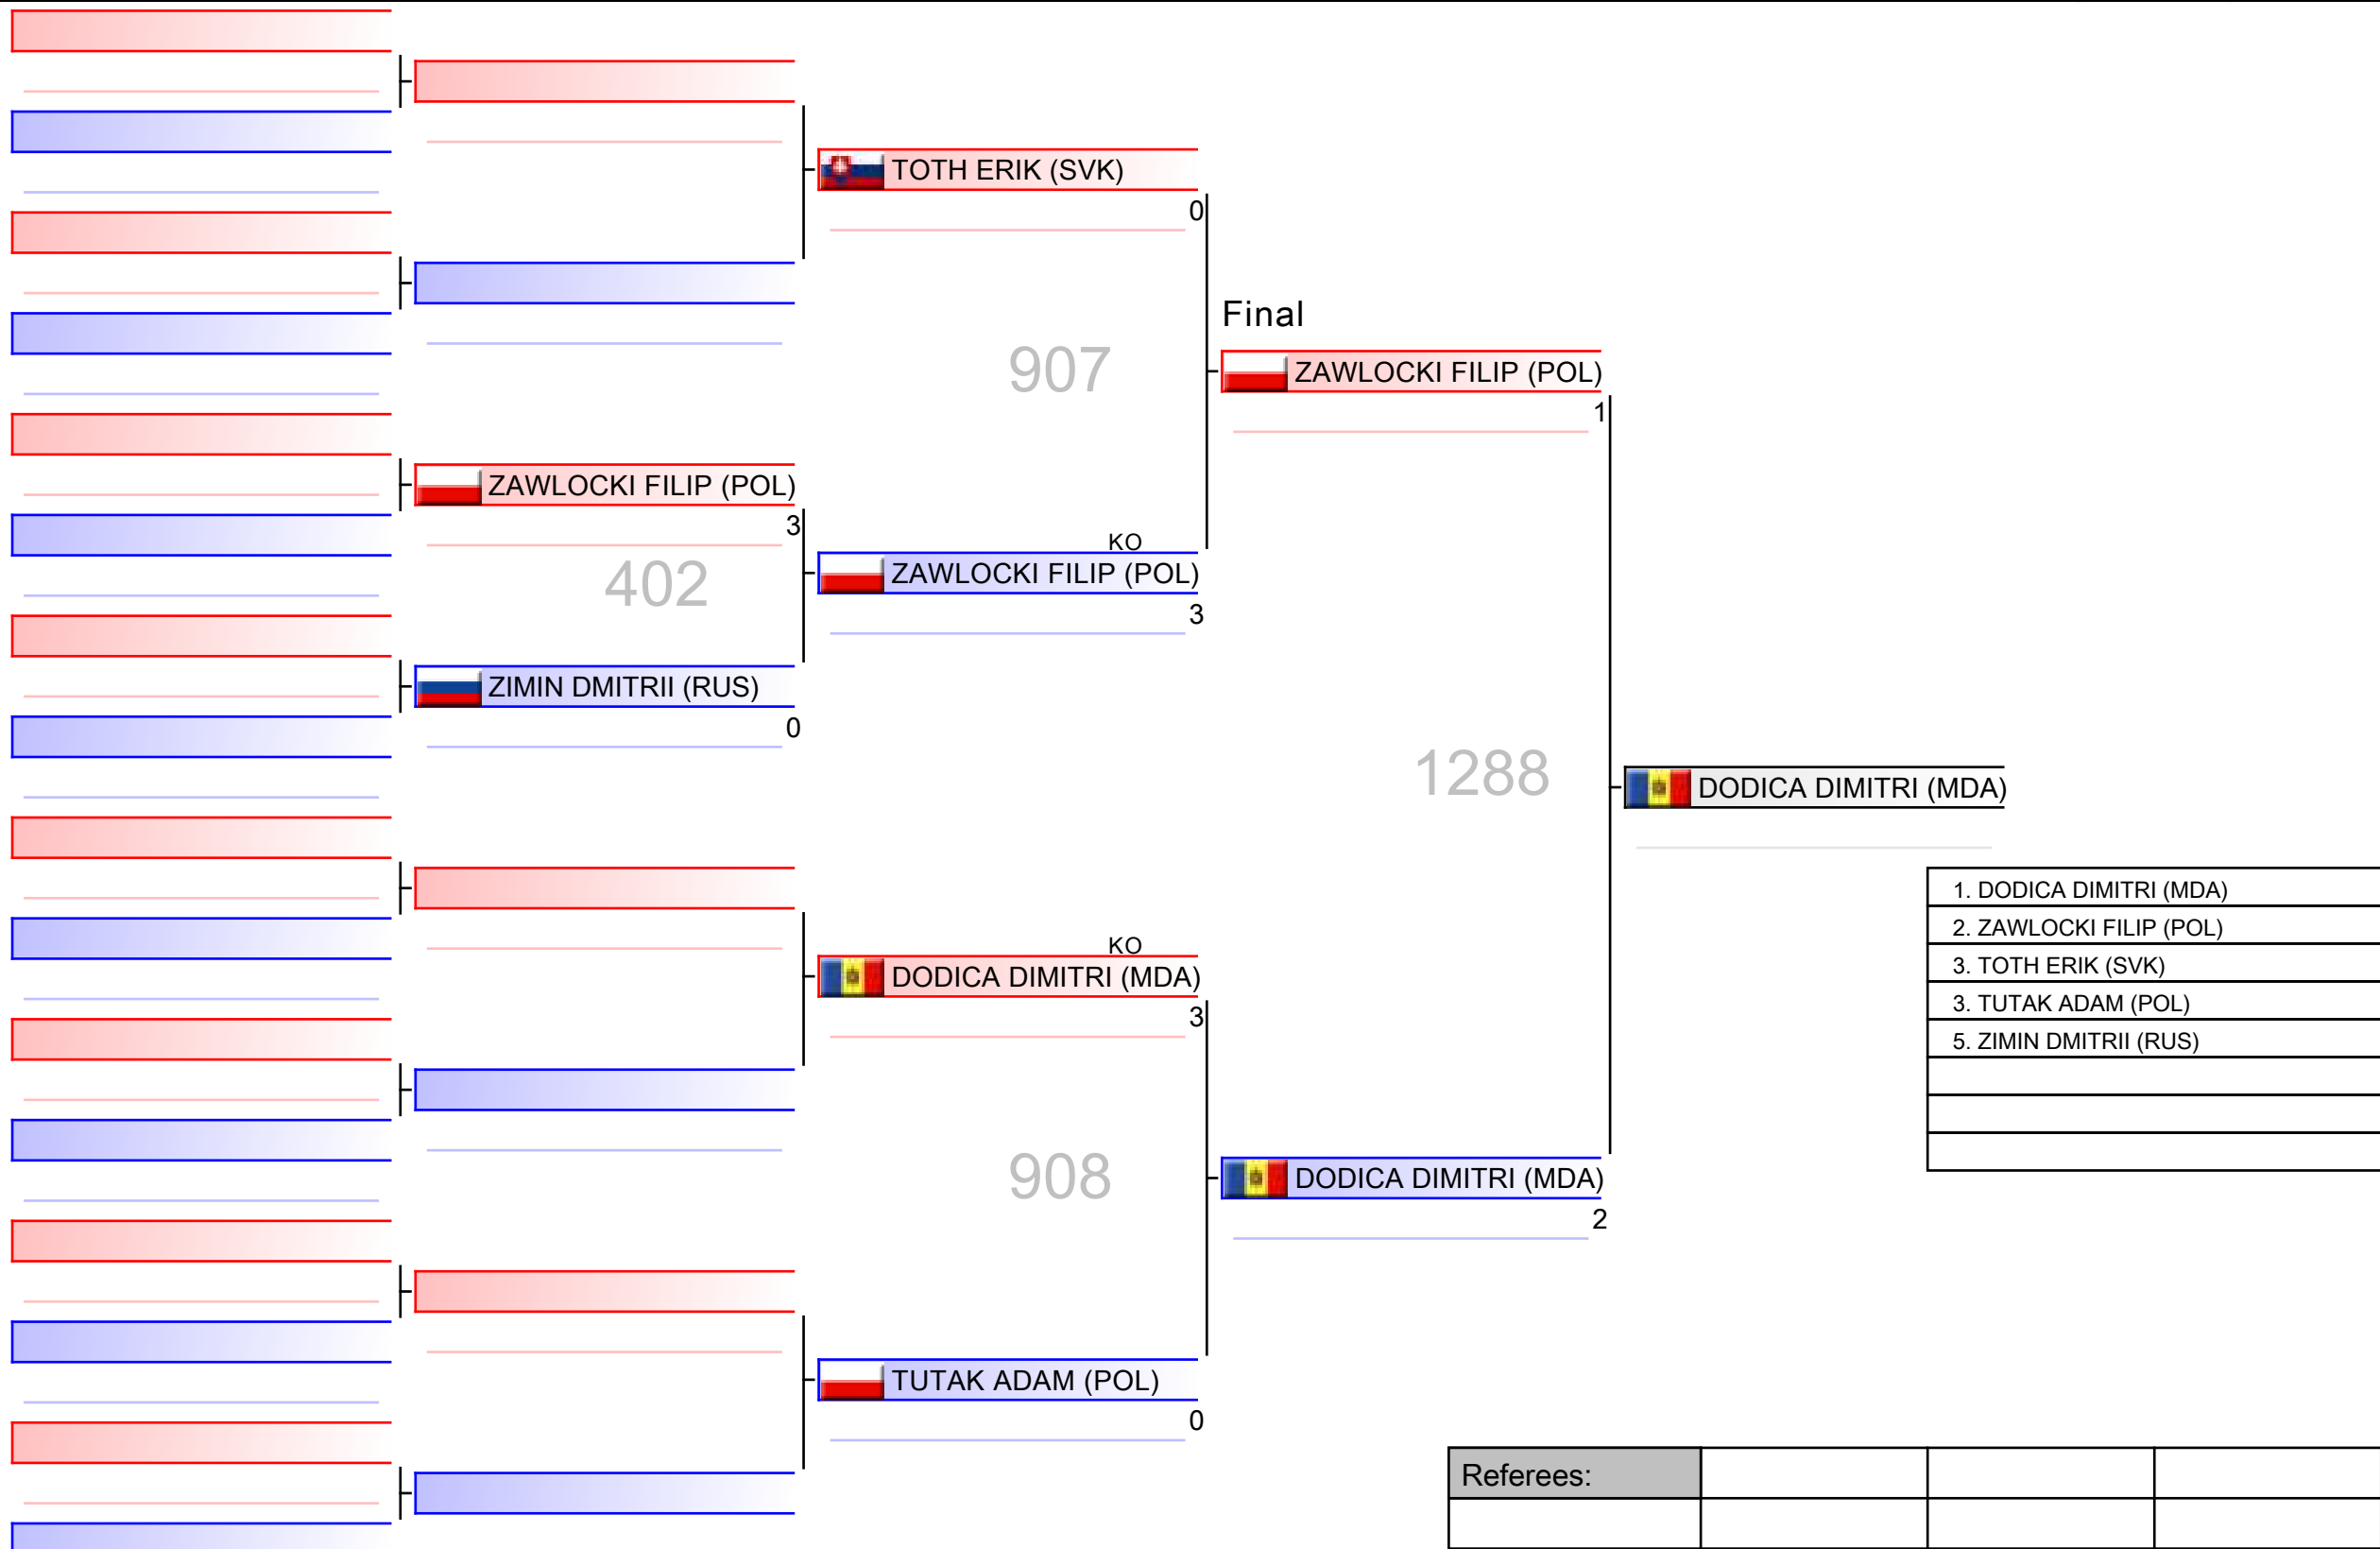 TOTH ERIK (SVK)
0
907
Final
ZAWLOCKI FILIP (POL)
1
ZAWLOCKI FILIP (POL)
3
402
KO
ZAWLOCKI FILIP (POL)
3
ZIMIN DMITRII (RUS)
0
1288
DODICA DIMITRI (MDA)
1. DODICA DIMITRI (MDA)
2. ZAWLOCKI FILIP (POL)
3. TOTH ERIK (SVK)
3. TUTAK ADAM (POL)
5. ZIMIN DMITRII (RUS)
KO
DODICA DIMITRI (MDA)
3
908
DODICA DIMITRI (MDA)
2
TUTAK ADAM (POL)
0
Referees: